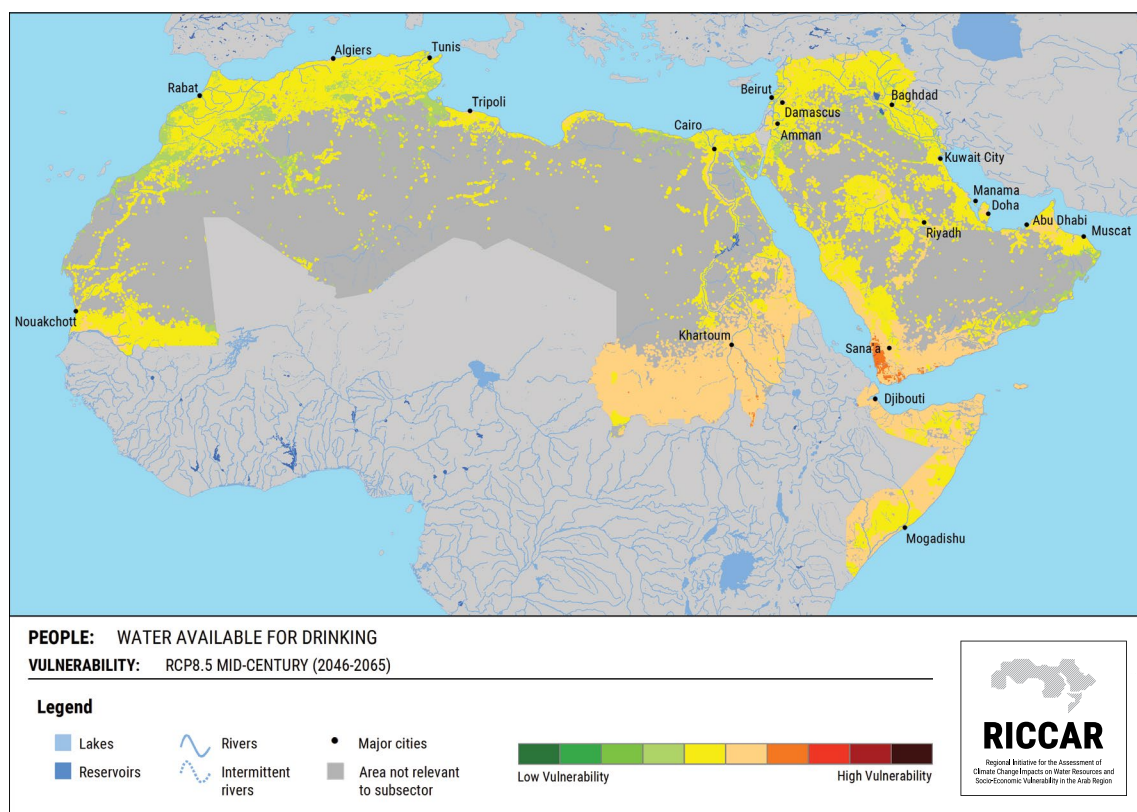 Algiers
Tunis
Rabat
Tripoli
Beirut
Baghdad
Damascus
Cairo
Amman
Kuwait City
Manama
Doha
Abu Dhabi
Riyadh
Muscat
Nouakchott
Khartoum
Sana'a
Djibouti
Mogadishu
PEOPLE: WATER AVAILABLE FOR DRINKING
VULNERABILITY: RCP8.5 MID-CENTURY (2046-2065)
Legend
Lakes
Rivers
Major cities
Reservoirs
Intermittent
rivers
Area not relevant
to subsector
Low Vulnerability
High Vulnerability
RICCAR
Regional Initiative for the Assessment of
Climate Change Impacts on Water Resources and
Socio-Economic Vulnerability in the Arab Region